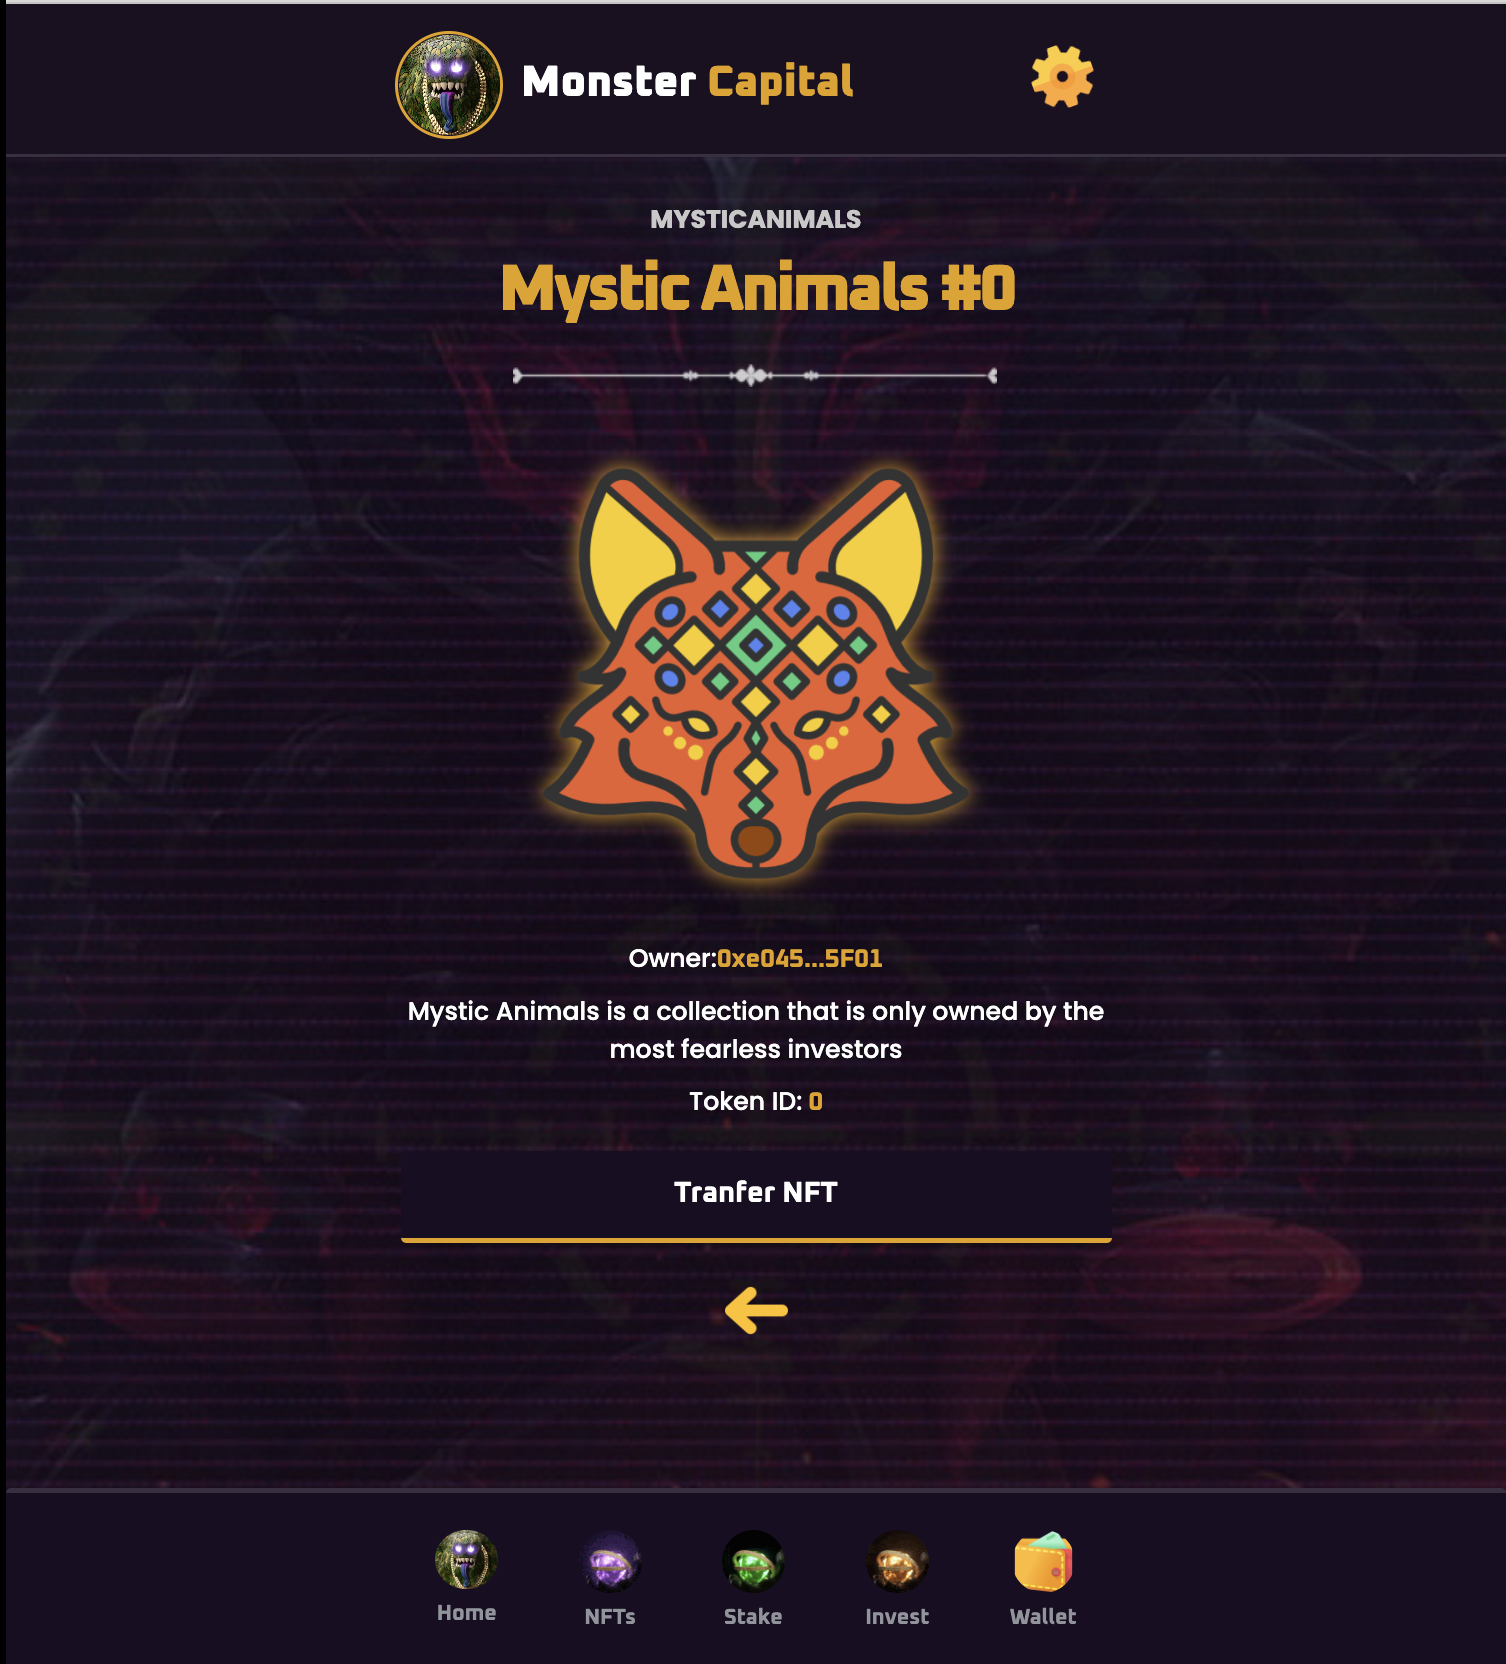 Monster Capital
MYSTICANIMALS
Mystic Animals #0
Owner:0xe045...5F01
Mystic Animals is a collection that is only owned by the
most fearless investors
Token ID: 0
Tranfer NFT
Home
NFTs
Stake
Invest
Wallet